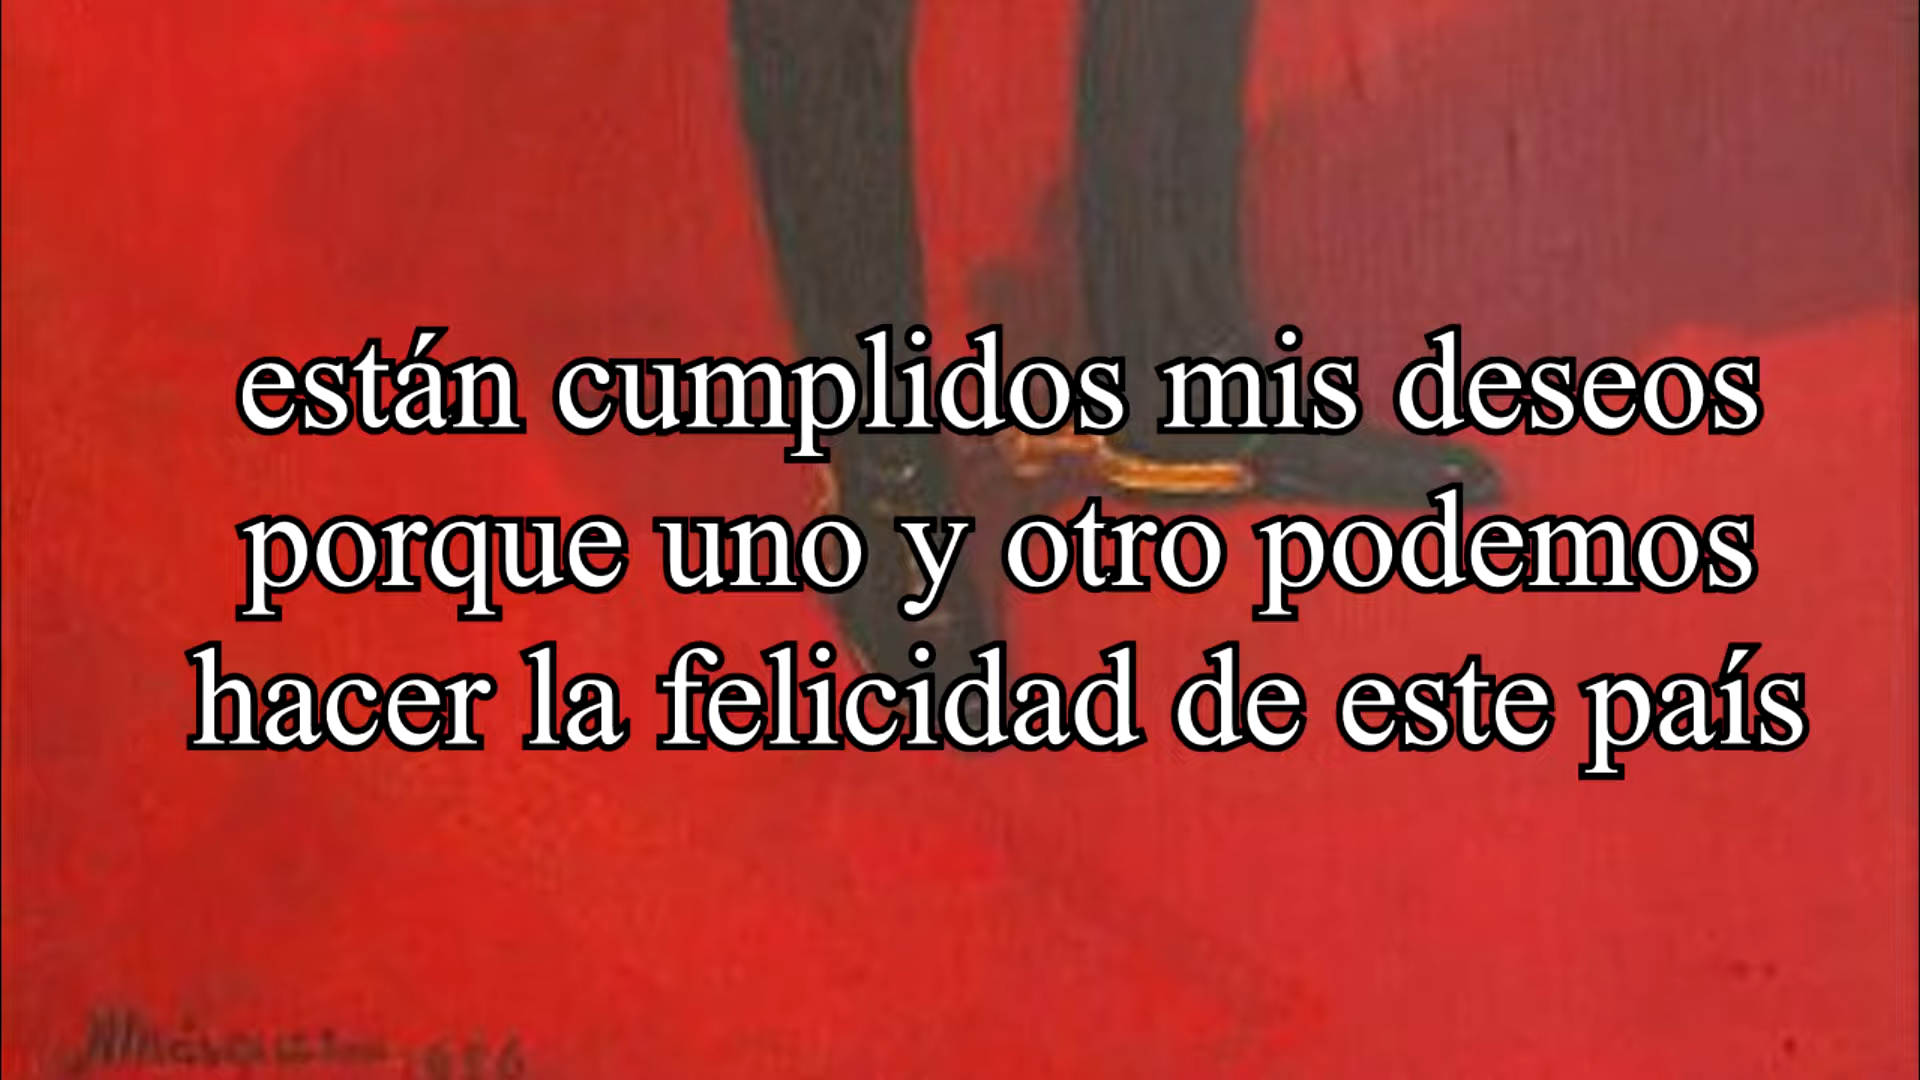 están cumplidos mis deseos
porque uno y otro podemos
hacer la felicidad de este país